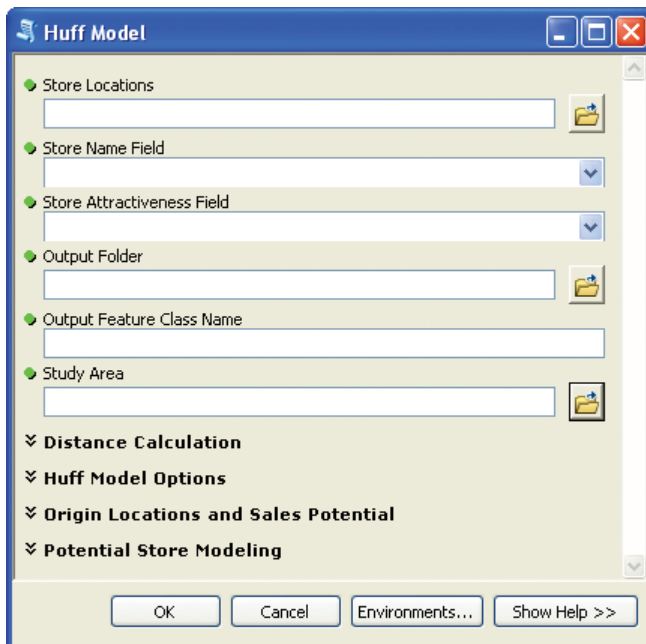 Huff Model
Store Locations
Store Name Field
Store Attractiveness Field
Output Folder
Output Feature Class Name
Study Area
Distance Calculation
Huff Model Options
Origin Locations and Sales Potential
Potential Store Modeling
OK Cancel Environments... Show Help >>